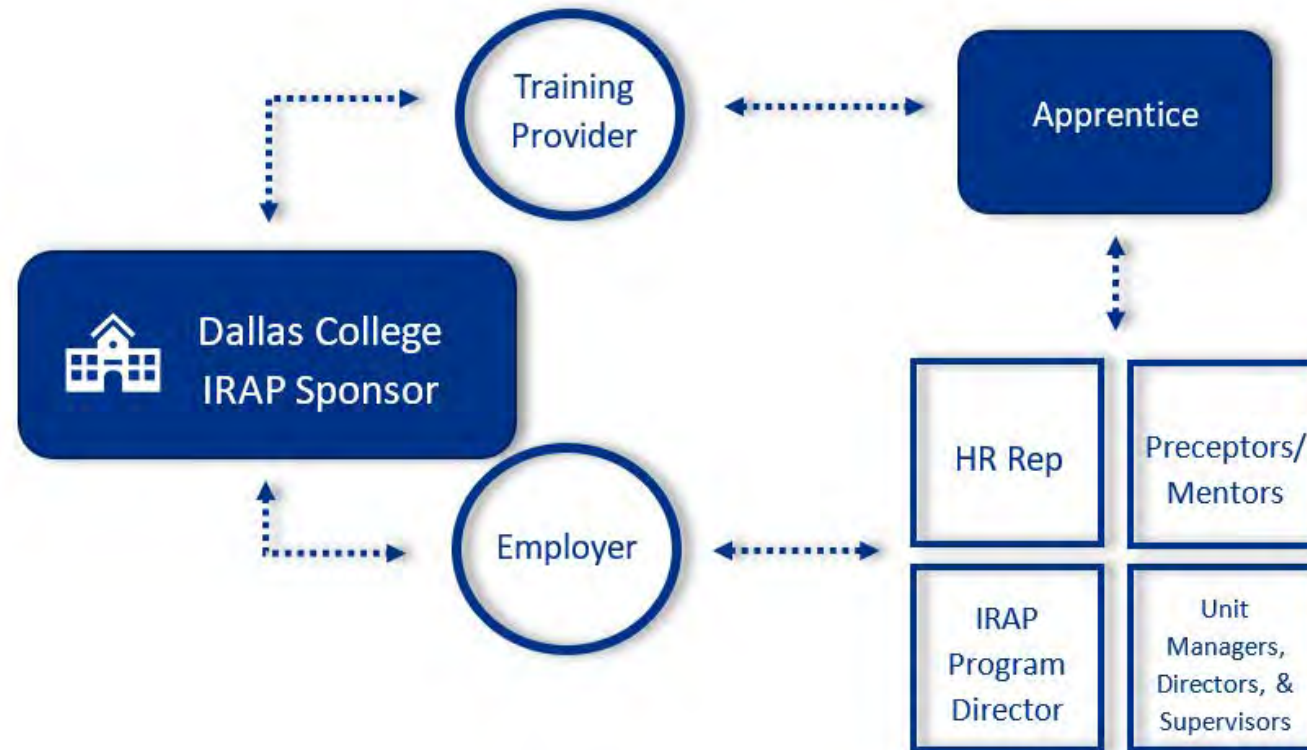 Training
Provider
Apprentice
Dallas College
IRAP Sponsor
Employer
HR Rep
Preceptors/
Mentors
IRAP
Program
Director
Unit
Managers,
Directors, &
Supervisors